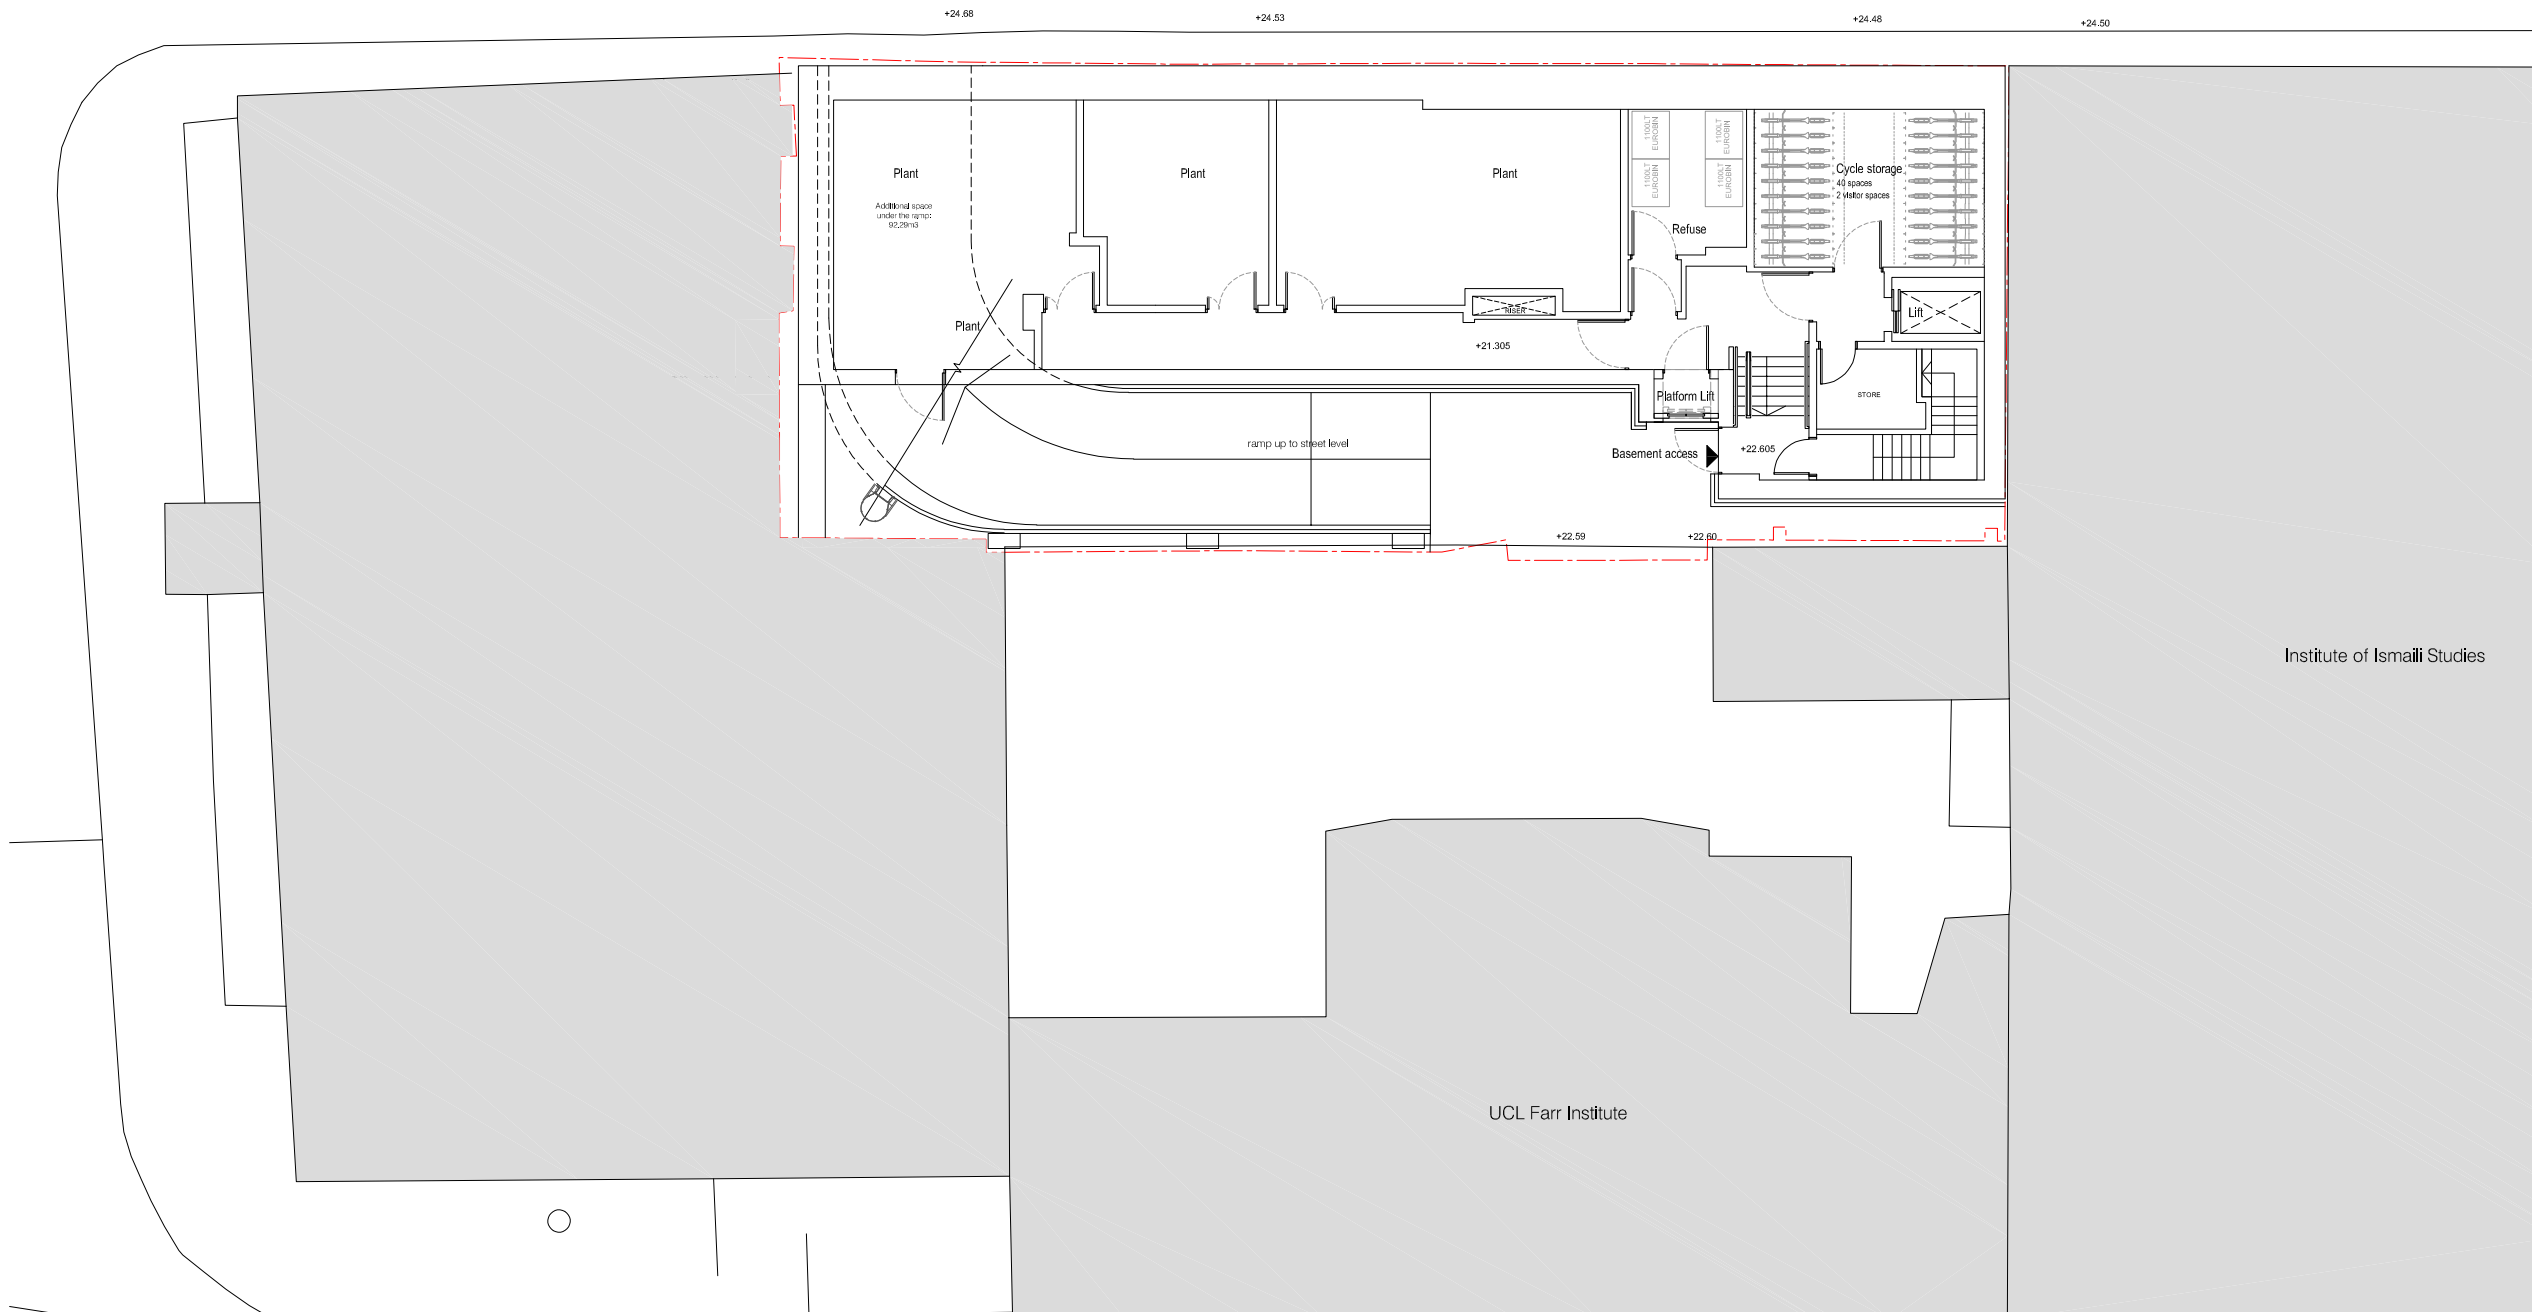 +24.68
+24.53
+24.48
+24.50
Plant
Plant
Plant
Additional space
under the ramp:
92.29m3
1100LT
EUROBIN
1100LT
EUROBIN
1100LT
EUROBIN
1100LT
EUROBIN
Cycle storage
40 spaces
2 visitor spaces
Refuse
Plant
RISER
Lift
+21.305
Platform Lift
STORE
ramp up to street level
Basement access
+22.605
+22.59
+22.60
Institute of Ismaili Studies
UCL Farr Institute